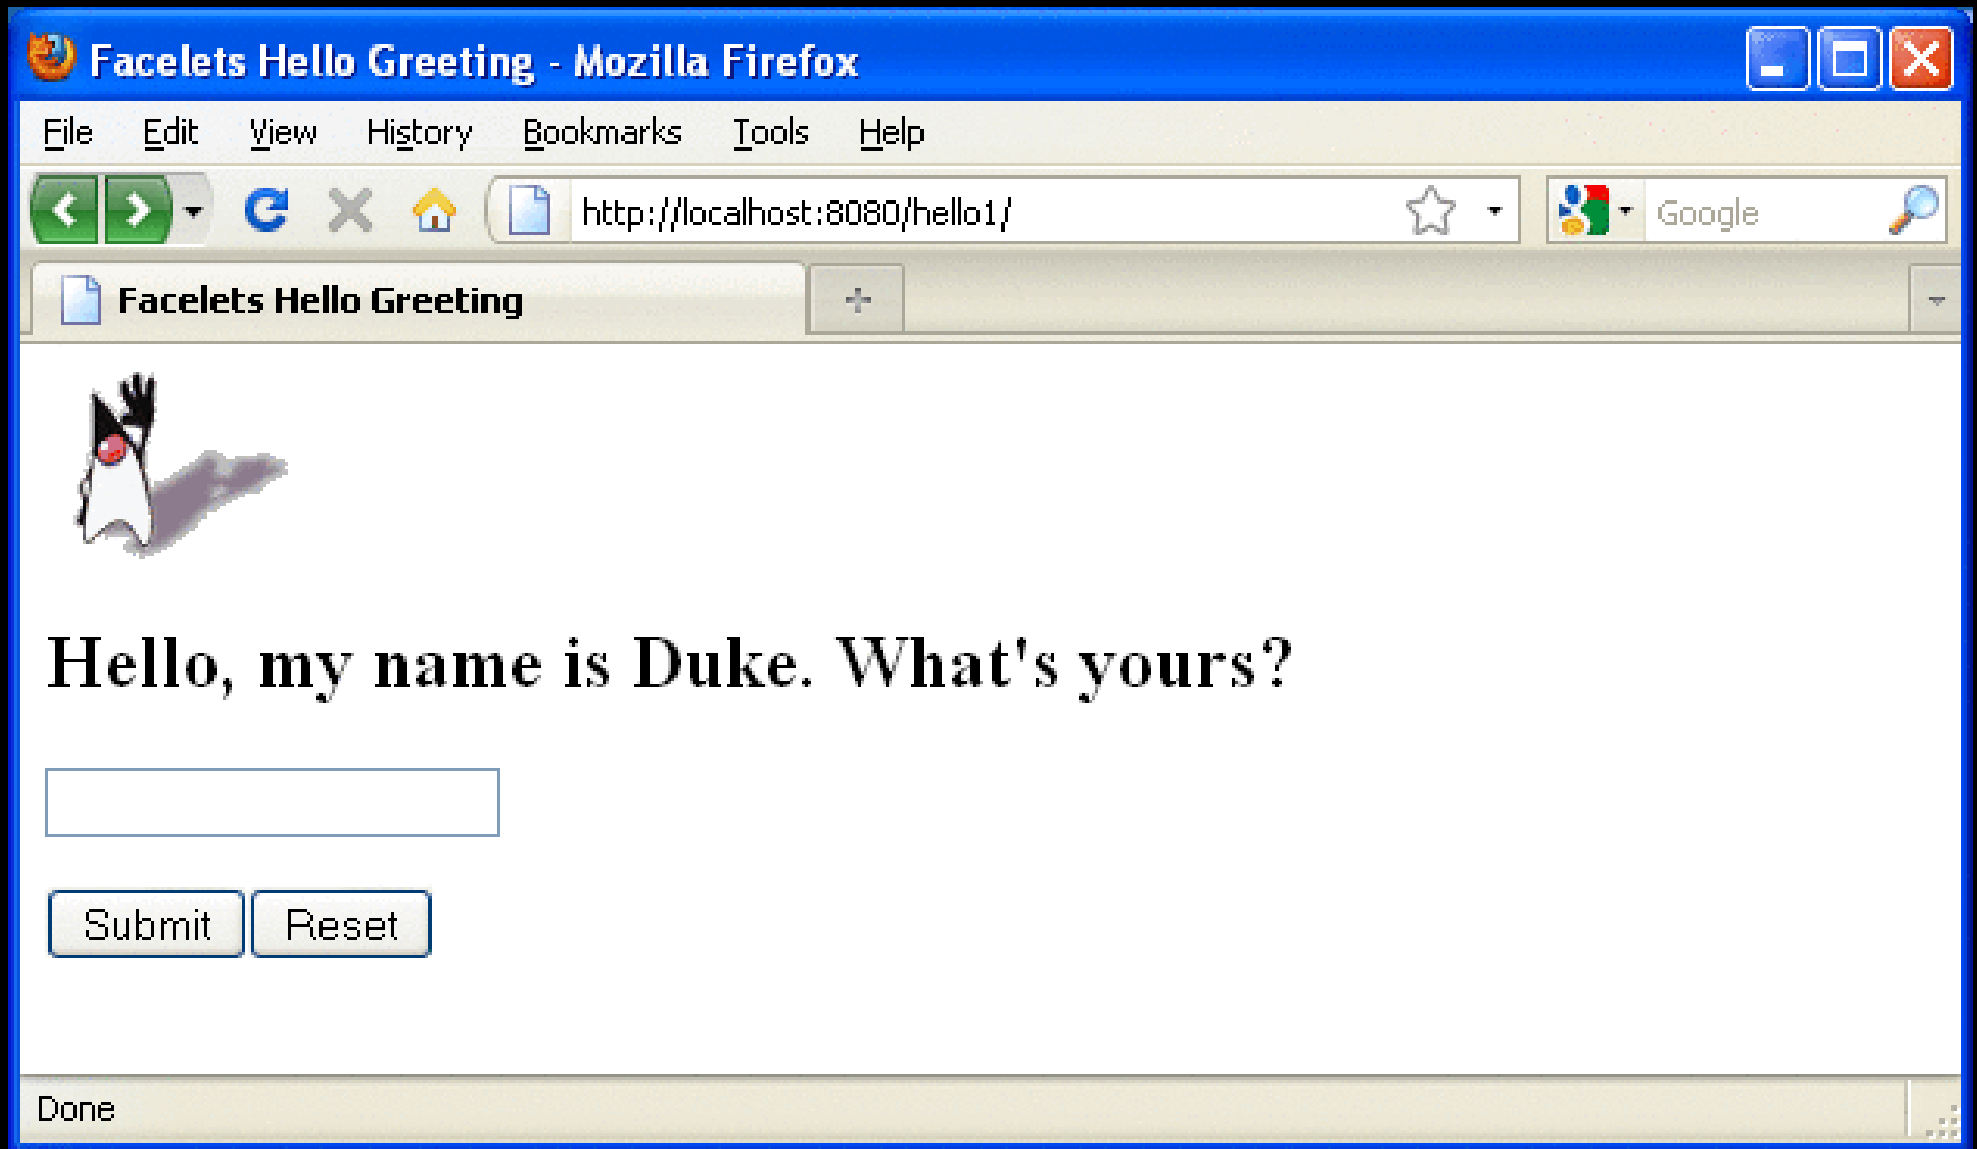 Facelets Hello Greeting - Mozilla Firefox
File Edit View History Bookmarks Tools Help
http://localhost:8080/hello1/ Google
Facelets Hello Greeting
Hello, my name is Duke. What's yours?
Submit Reset
Done